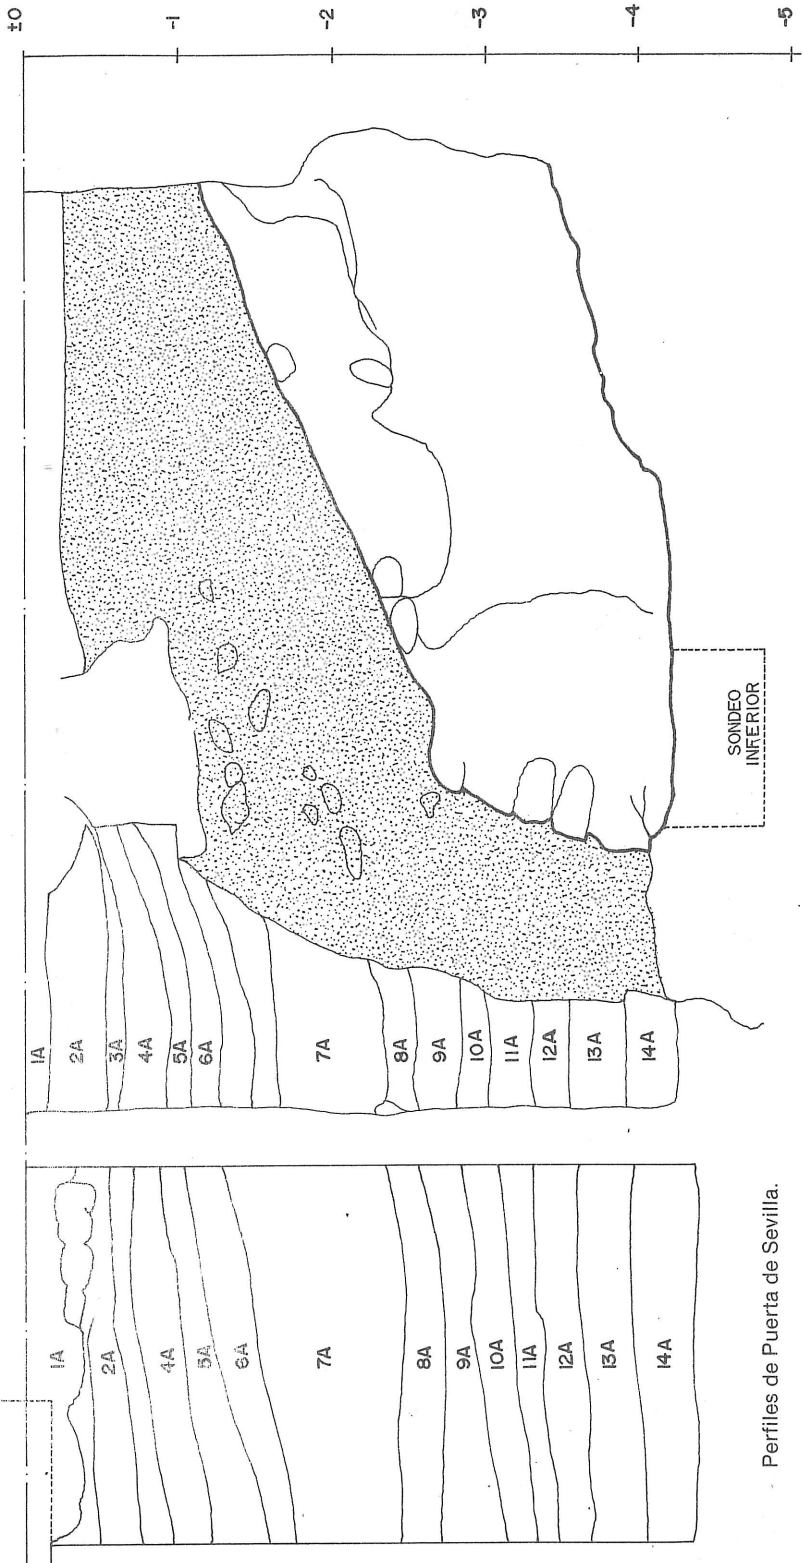 ±0
-1
-2
-3
-4
-5
1A
2A
3A
4A
5A
6A
7A
8A
9A
10A
11A
12A
13A
14A
SONDEO
INFERIOR
1A
2A
4A
5A
6A
7A
8A
9A
10A
11A
12A
13A
14A
Perfiles de Puerta de Sevilla.